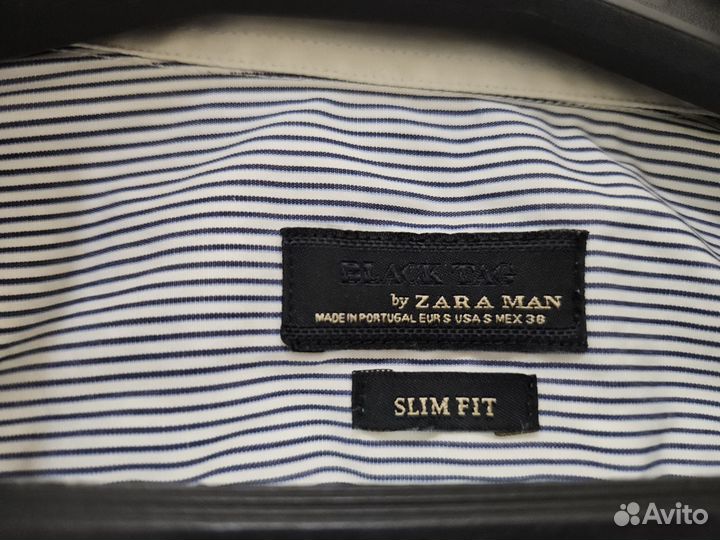 BLACK TAG
by ZARA MAN
MADE IN PORTUGAL EUR S USA S MEX 38
SLIM FIT
Avito